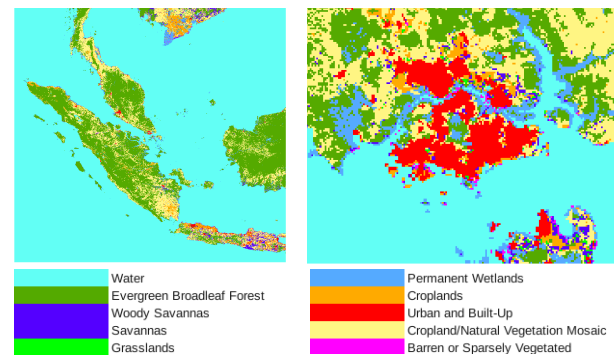 Water
Evergreen Broadleaf Forest
Woody Savannas
Savannas
Grasslands
Permanent Wetlands
Croplands
Urban and Built-Up
Cropland/Natural Vegetation Mosaic
Barren or Sparsely Vegetated